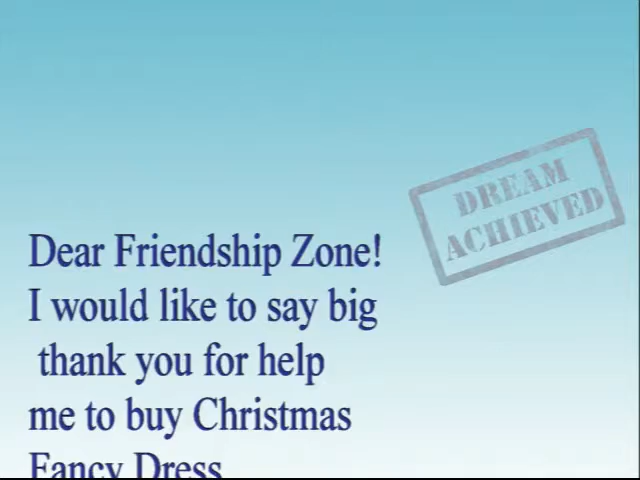 DREAM
ACHIEVED
Dear Friendship Zone!
I would like to say big
thank you for help
me to buy Christmas
Fancy Dress